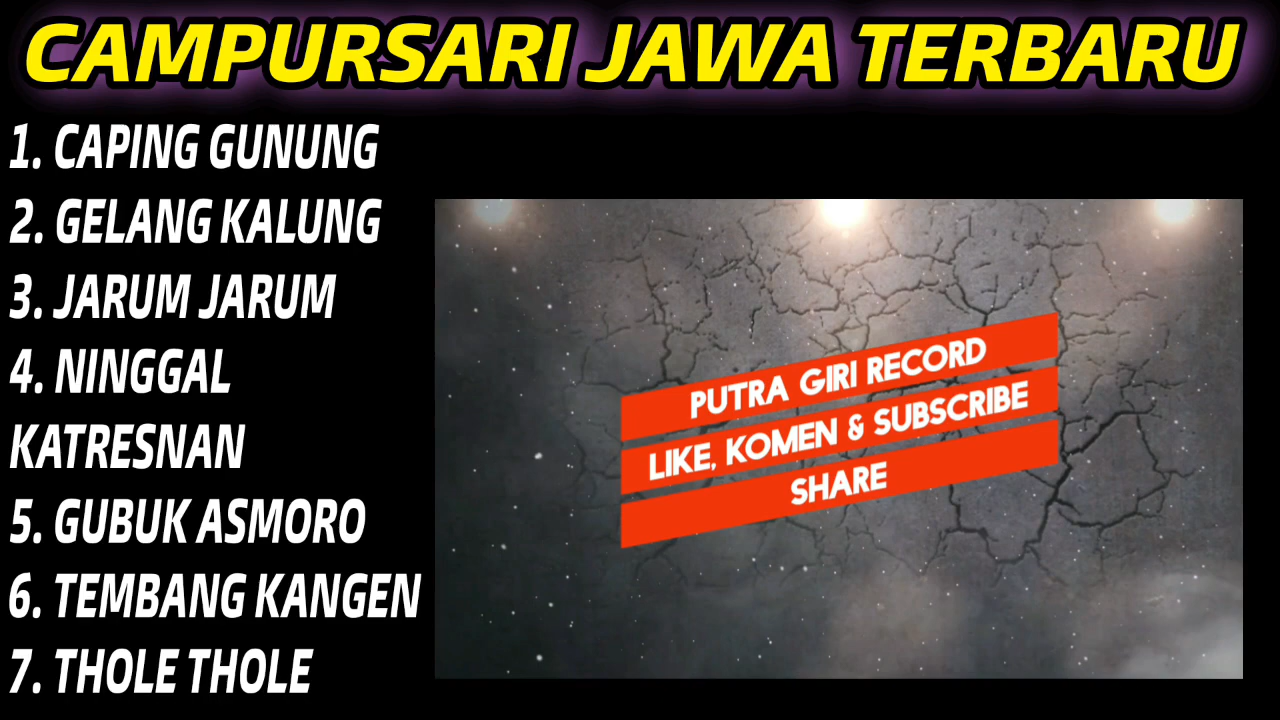 CAMPURSARI JAWA TERBARU
1. CAPING GUNUNG
2. GELANG KALUNG
3. JARUM JARUM
4. NINGGAL
KATRESNAN
5. GUBUK ASMORO
6. TEMBANG KANGEN
7. THOLE THOLE
PUTRA GIRI RECORD
LIKE, KOMEN & SUBSCRIBE
SHARE